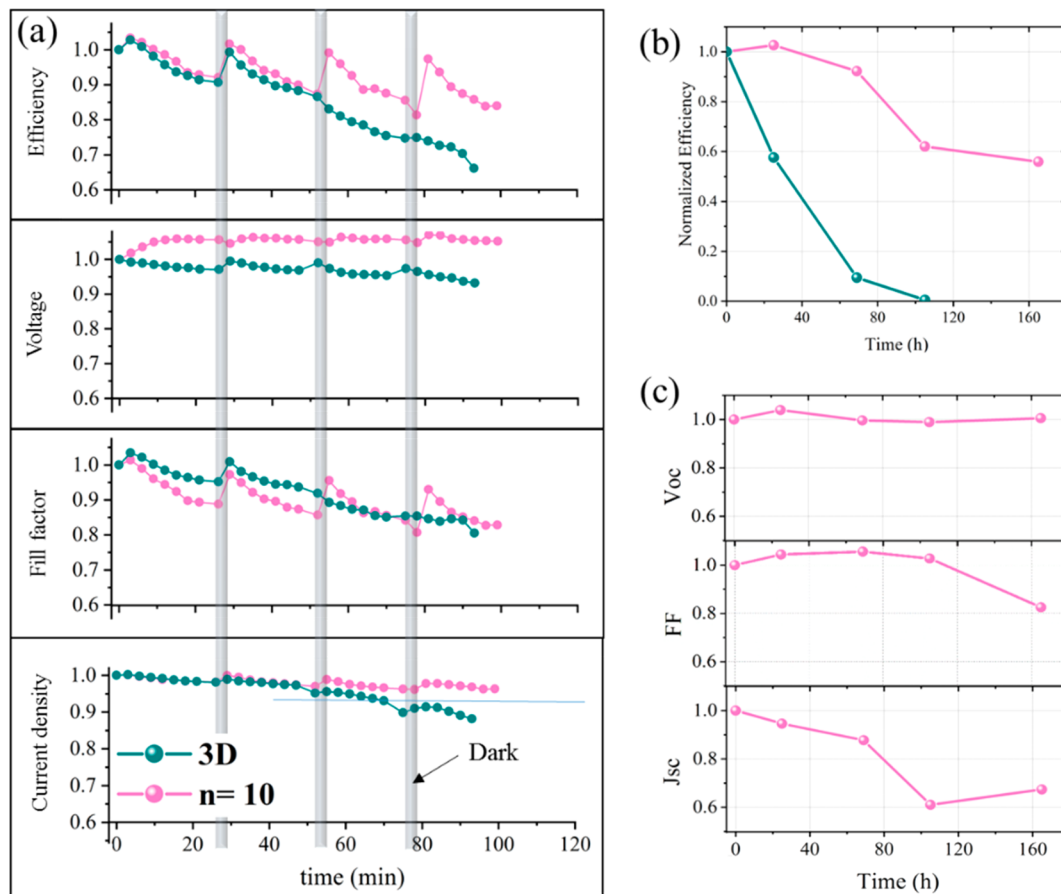 (a)
Efficiency
1.0
0.9
0.8
0.7
0.6
Voltage
1.0
0.9
0.8
0.7
0.6
Fill factor
1.0
0.9
0.8
0.7
0.6
Current density
1.0
0.9
0.8
0.7
0.6
3D
n= 10
Dark
0 20 40 60 80 100 120
time (min)
(b)
Normalized Efficiency
1.0
0.8
0.6
0.4
0.2
0.0
0 40 80 120 160
Time (h)
(c)
Voc
1.0
0.8
0.6
FF
1.0
0.8
0.6
Jsc
1.0
0.8
0.6
0 40 80 120 160
Time (h)